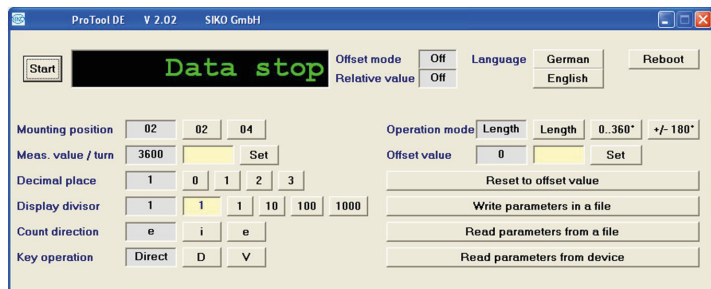 SIKO ProTool DE V 2.02 SIKO GmbH
Start Data stop Offset mode Off Language German Reboot
Relative value Off English
Mounting position 02 02 04 Operation mode Length Length 0..360° +/- 180°
Meas. value / turn 3600 Set Offset value 0 Set
Decimal place 1 0 1 2 3 Reset to offset value
Display divisor 1 1 1 10 100 1000 Write parameters in a file
Count direction e i e Read parameters from a file
Key operation Direct D V Read parameters from device